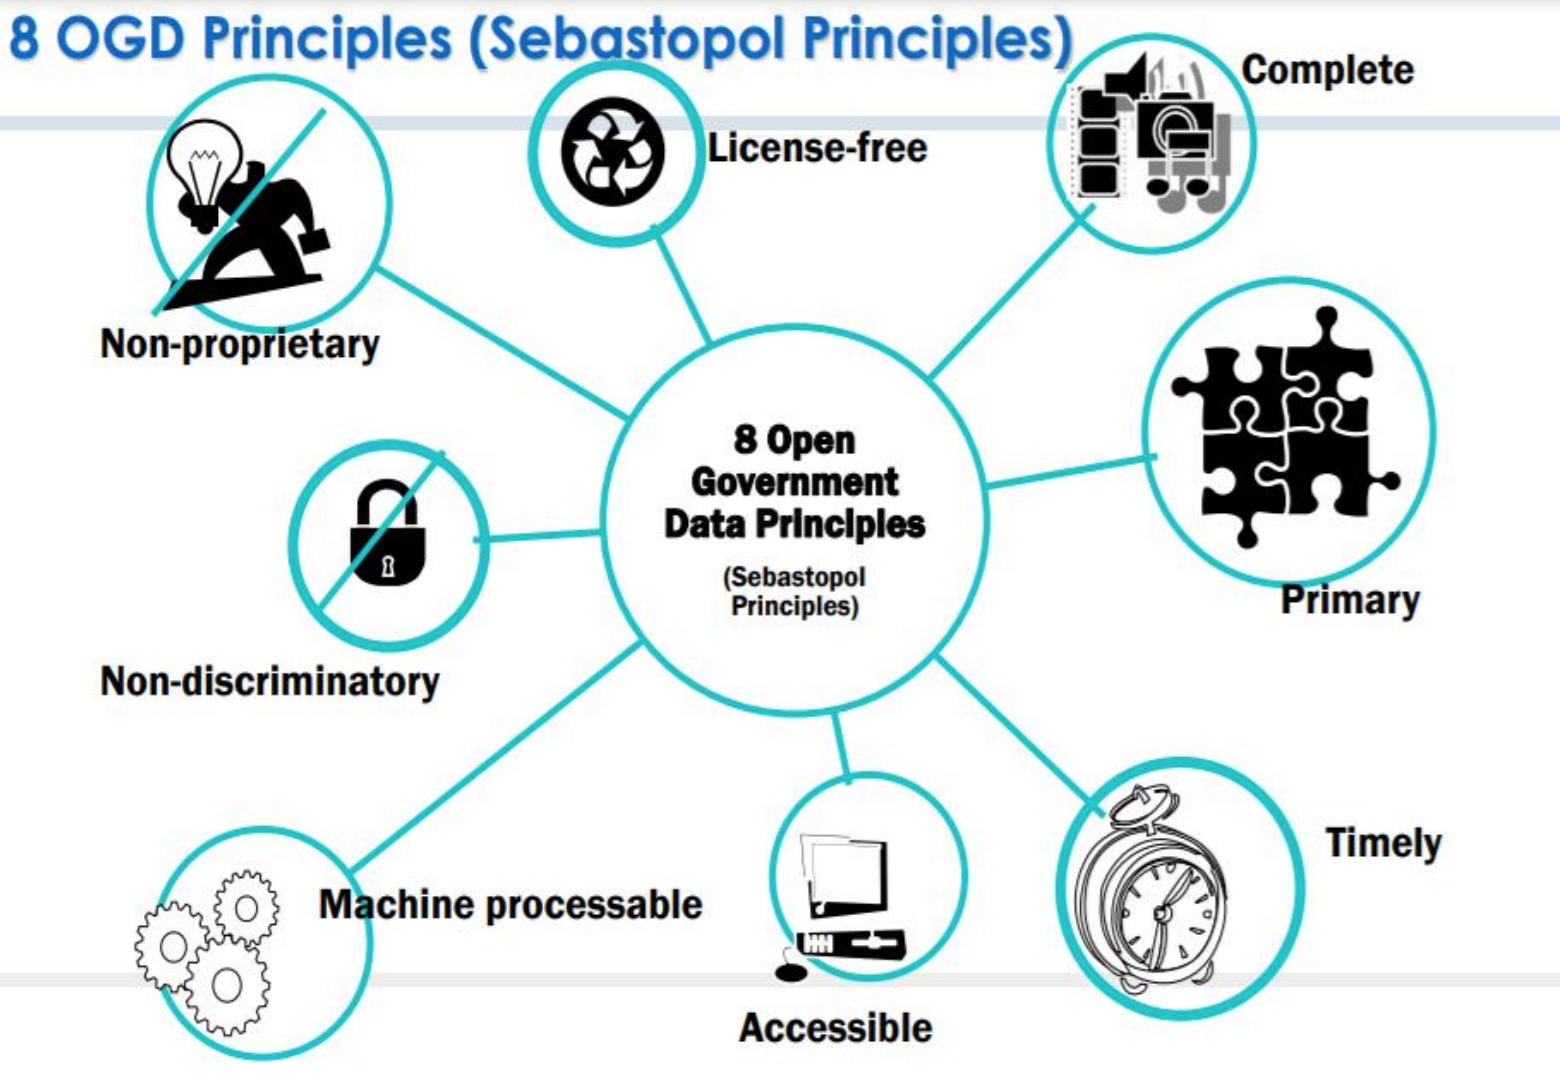 8 OGD Principles (Sebastopol Principles)
Complete
License-free
Non-proprietary
8 Open
Government
Data Principles
(Sebastopol
Principles)
Primary
Non-discriminatory
Timely
Machine processable
Accessible